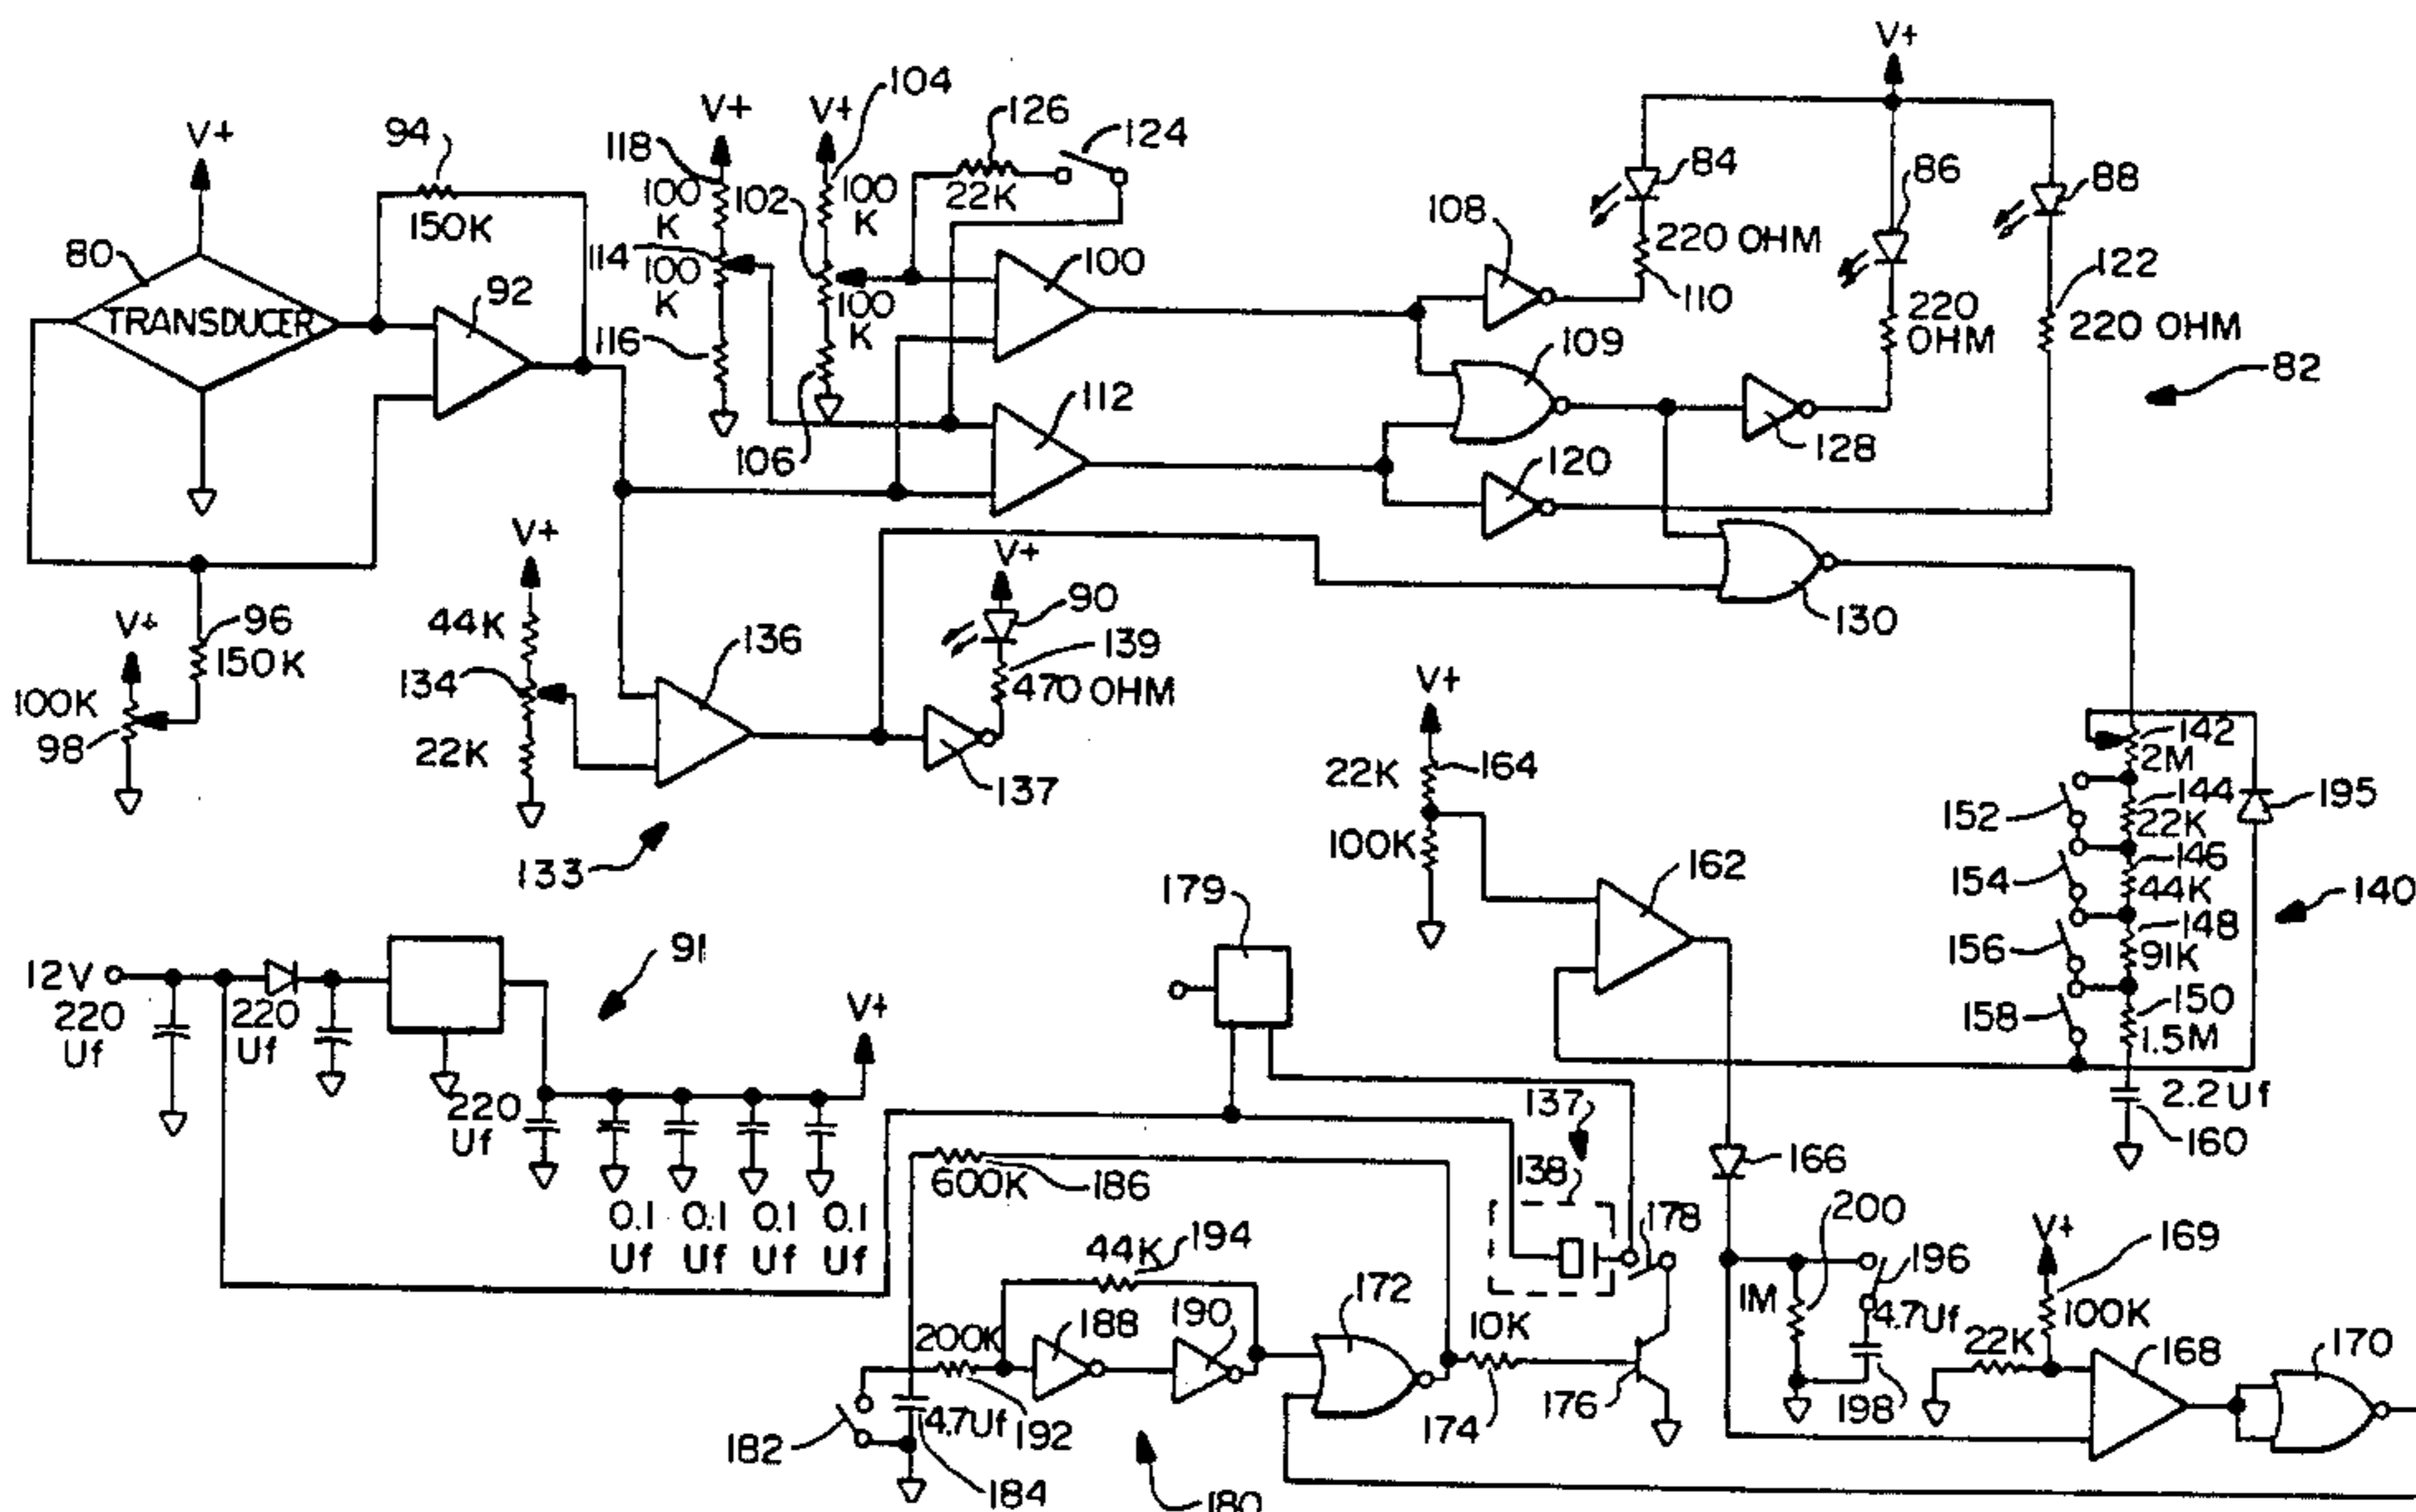 V+
104
V+
V+
126
124
V+
94
118
100
K
102
100
K
22K
84
86
88
150K
80
108
220 OHM
114
100
K
100
122
TRANSDUCER
92
100
K
110
220
OHM
220 OHM
116
109
82
112
106
128
120
V+
V+
90
96
V+
44K
136
139
130
150K
V+
134
470 OHM
100K
98
142
2M
22K
137
22K
164
144
195
152
22K
100K
133
162
146
179
154
44K
140
148
91
12V
156
91K
220
Uf
220
Uf
V+
150
158
1.5M
220
Uf
137
2.2 Uf
160
138
166
600K
186
200
178
0.1
Uf
0.1
Uf
0.1
Uf
0.1
Uf
44K
194
V+
169
196
1M
172
4.7Uf
100K
200K
188
190
10K
22K
168
170
182
4.7Uf
192
174
176
198
184
180